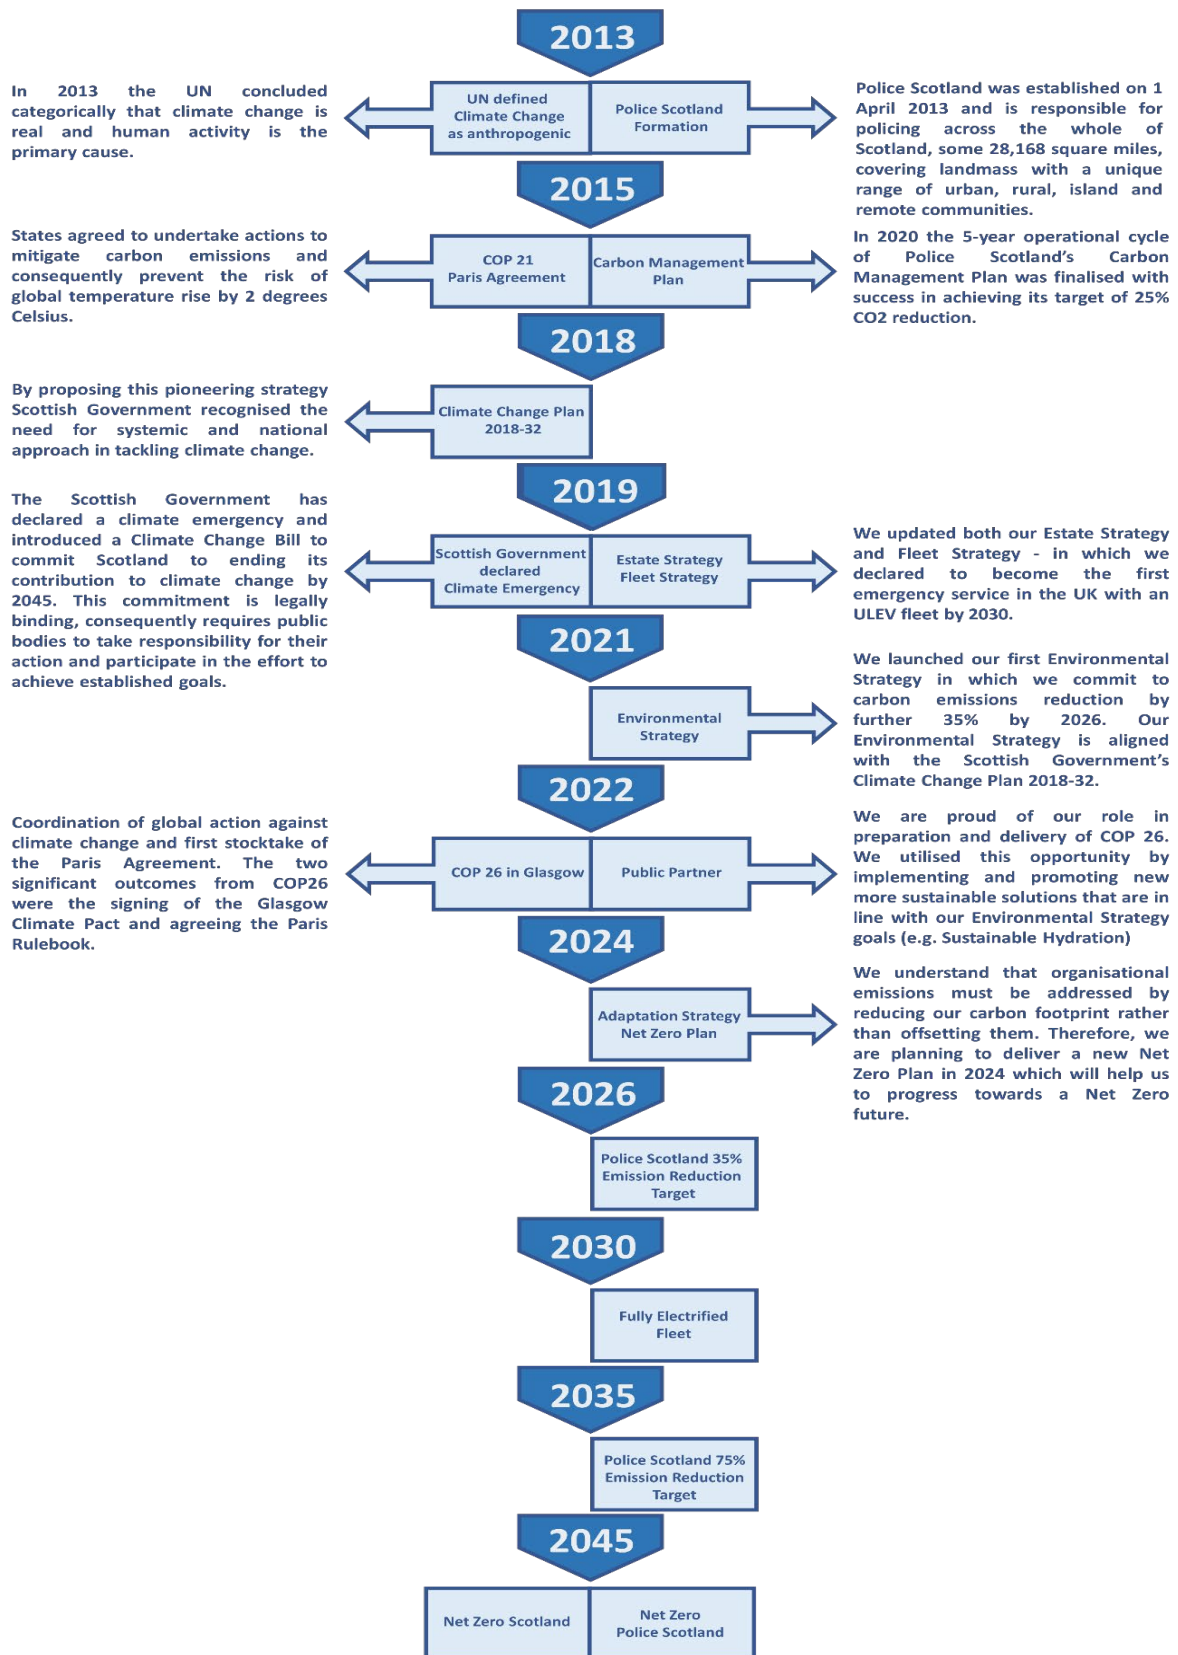 2013
In 2013 the UN concluded
categorically that climate change is
real and human activity is the
primary cause.
UN defined
Climate Change
as anthropogenic
Police Scotland
Formation
Police Scotland was established on 1
April 2013 and is responsible for
policing across the whole of
Scotland, some 28,168 square miles,
covering landmass with a unique
range of urban, rural, island and
remote communities.
2015
States agreed to undertake actions to
mitigate carbon emissions and
consequently prevent the risk of
global temperature rise by 2 degrees
Celsius.
COP 21
Paris Agreement
Carbon Management
Plan
In 2020 the 5-year operational cycle
of Police Scotland's Carbon
Management Plan was finalised with
success in achieving its target of 25%
CO2 reduction.
2018
By proposing this pioneering strategy
Scottish Government recognised the
need for systemic and national
approach in tackling climate change.
Climate Change Plan
2018-32
2019
The Scottish Government has
declared a climate emergency and
introduced a Climate Change Bill to
commit Scotland to ending its
contribution to climate change by
2045. This commitment is legally
binding, consequently requires public
bodies to take responsibility for their
action and participate in the effort to
achieve established goals.
Scottish Government
declared
Climate Emergency
Estate Strategy
Fleet Strategy
We updated both our Estate Strategy
and Fleet Strategy - in which we
declared to become the first
emergency service in the UK with an
ULEV fleet by 2030.
2021
Environmental
Strategy
We launched our first Environmental
Strategy in which we commit to
carbon emissions reduction by
further 35% by 2026. Our
Environmental Strategy is aligned
with the Scottish Government's
Climate Change Plan 2018-32.
2022
Coordination of global action against
climate change and first stocktake of
the Paris Agreement. The two
significant outcomes from COP26
were the signing of the Glasgow
Climate Pact and agreeing the Paris
Rulebook.
COP 26 in Glasgow
Public Partner
We are proud of our role in
preparation and delivery of COP 26.
We utilised this opportunity by
implementing and promoting new
more sustainable solutions that are in
line with our Environmental Strategy
goals (e.g. Sustainable Hydration)
2024
Adaptation Strategy
Net Zero Plan
We understand that organisational
emissions must be addressed by
reducing our carbon footprint rather
than offsetting them. Therefore, we
are planning to deliver a new Net
Zero Plan in 2024 which will help us
to progress towards a Net Zero
future.
2026
Police Scotland 35%
Emission Reduction
Target
2030
Fully Electrified
Fleet
2035
Police Scotland 75%
Emission Reduction
Target
2045
Net Zero Scotland
Net Zero
Police Scotland